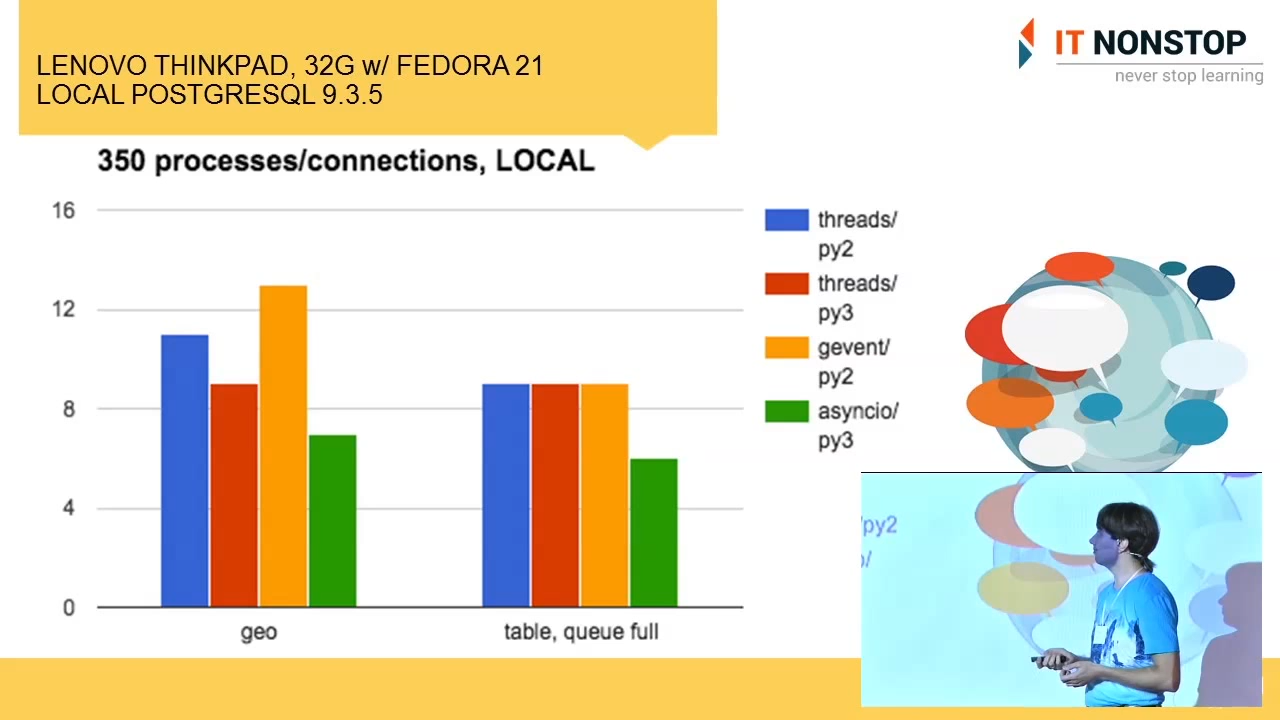 LENOVO THINKPAD, 32G w/ FEDORA 21
LOCAL POSTGRESQL 9.3.5
IT NONSTOP
never stop learning
350 processes/connections, LOCAL
16
12
8
4
0
geo
table, queue full
threads/
py2
threads/
py3
gevent/
py2
asyncio/
py3
/py2